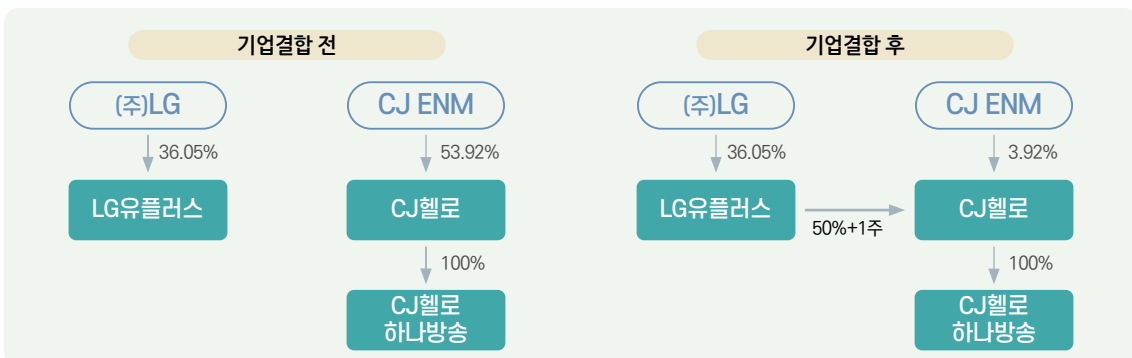 기업결합 전
(주)LG
CJ ENM
36.05%
53.92%
LG유플러스
CJ헬로
100%
CJ헬로
하나방송
기업결합 후
(주)LG
CJ ENM
36.05%
3.92%
LG유플러스
50%+1주
CJ헬로
100%
CJ헬로
하나방송